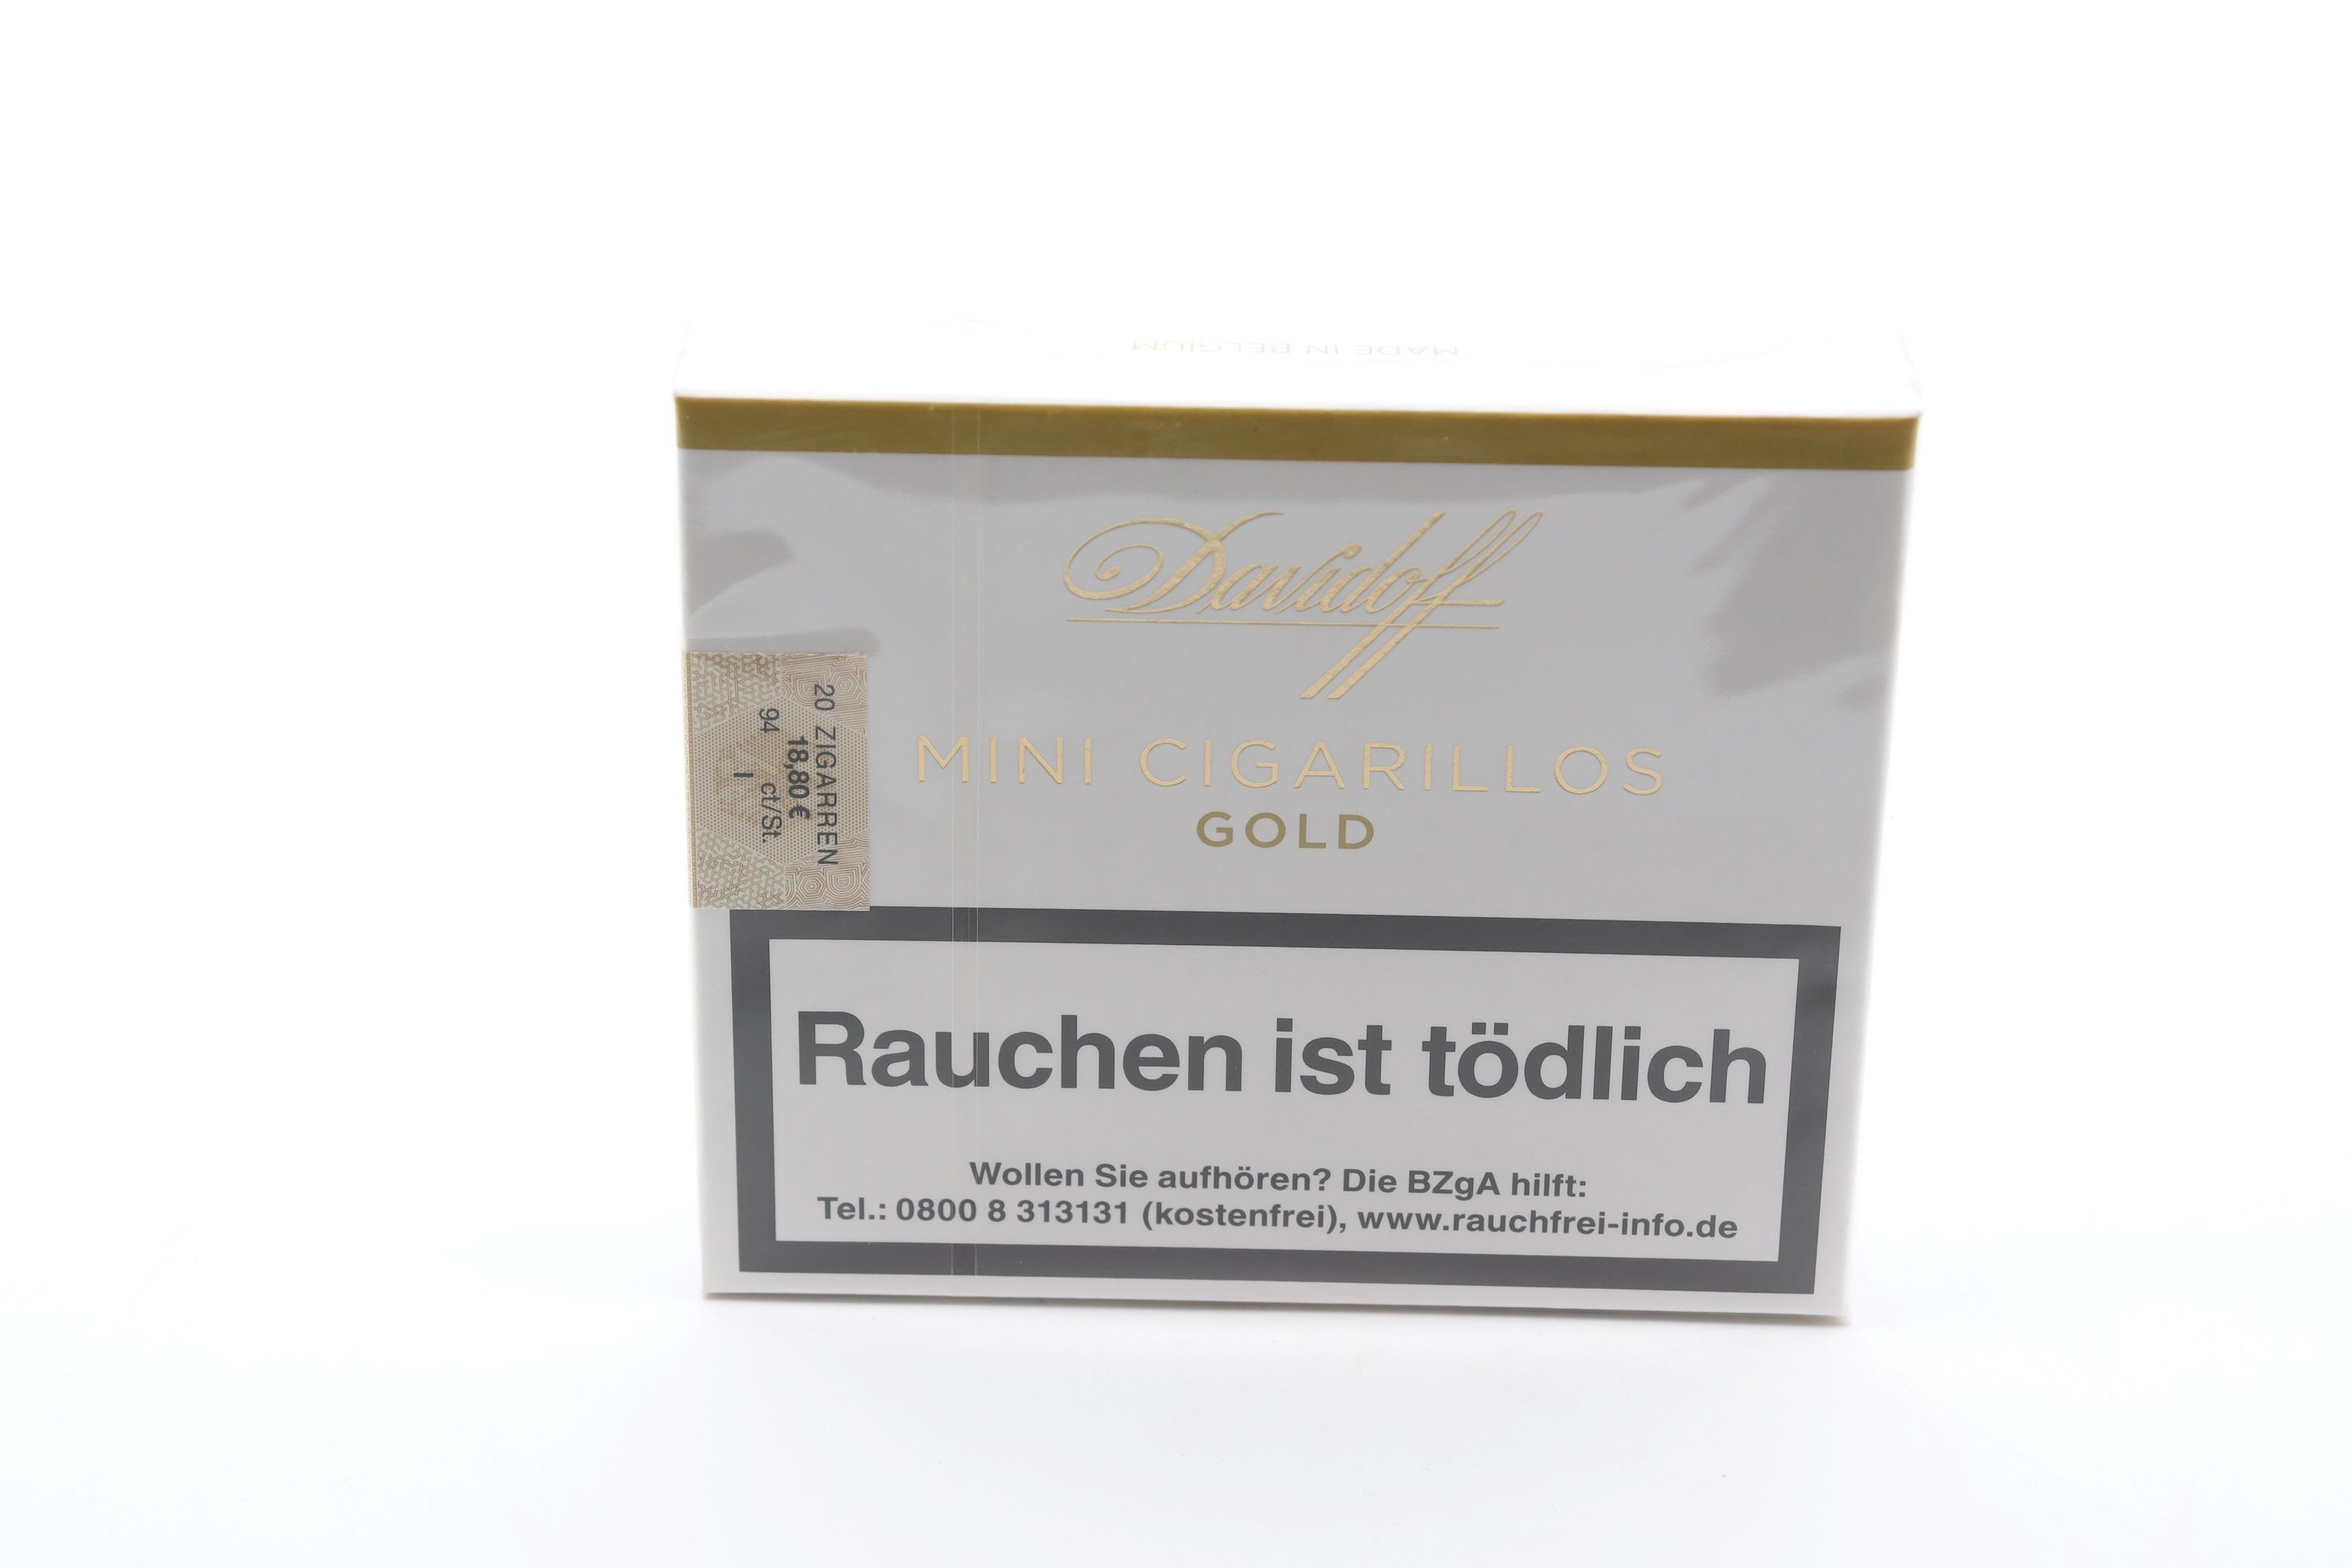 MADE IN BELGIUM
Davidoff
MINI CIGARILLOS
GOLD
20 ZIGARREN
18,80 €
94 ct/St.
I
Rauchen ist tödlich
Wollen Sie aufhören? Die BZgA hilft:
Tel.: 0800 8 313131 (kostenfrei), www.rauchfrei-info.de